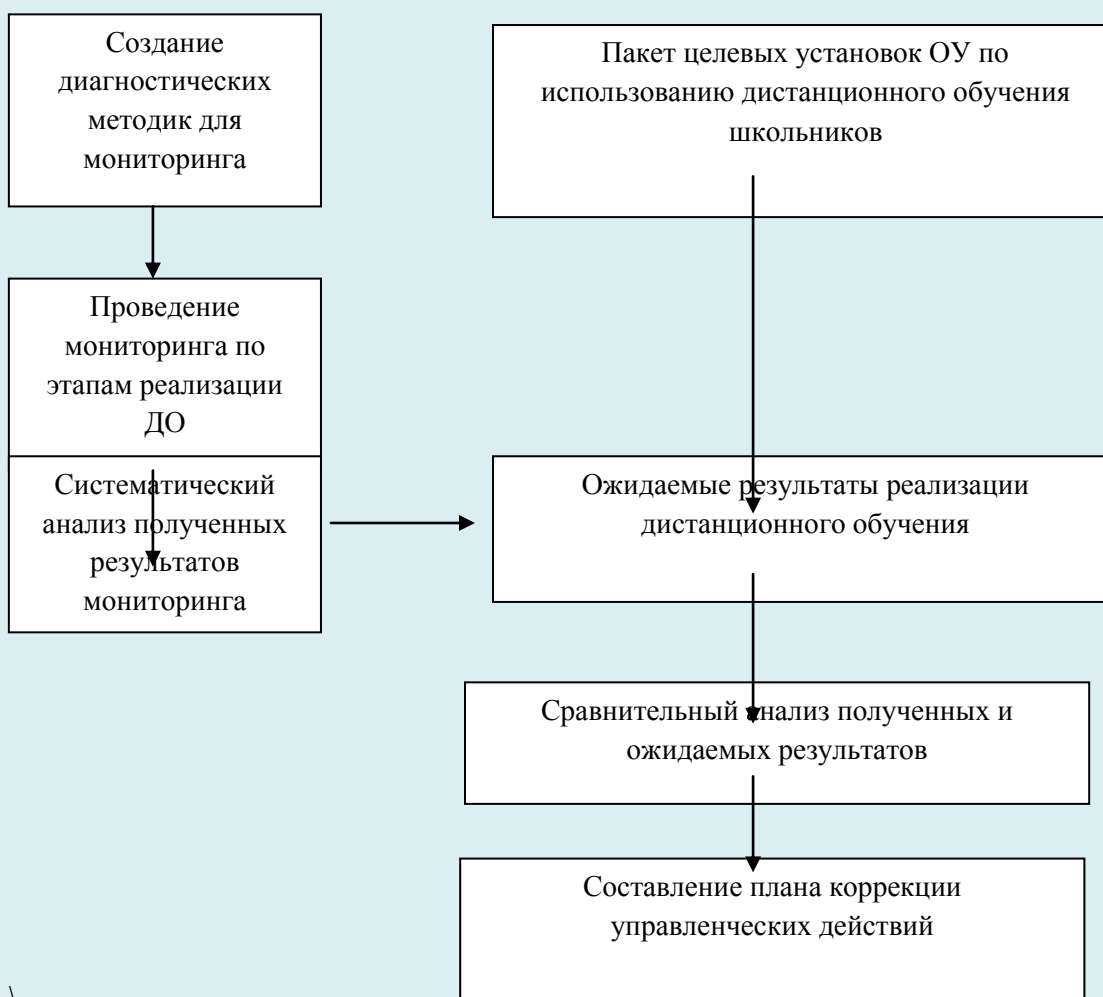 Создание
диагностических
методик для
мониторинга
Пакет целевых установок ОУ по
использованию дистанционного обучения
школьников
Проведение
мониторинга по
этапам реализации
ДО
Систематический
анализ полученных
результатов
мониторинга
Ожидаемые результаты реализации
дистанционного обучения
Сравнительный анализ полученных и
ожидаемых результатов
Составление плана коррекции
управленческих действий
\